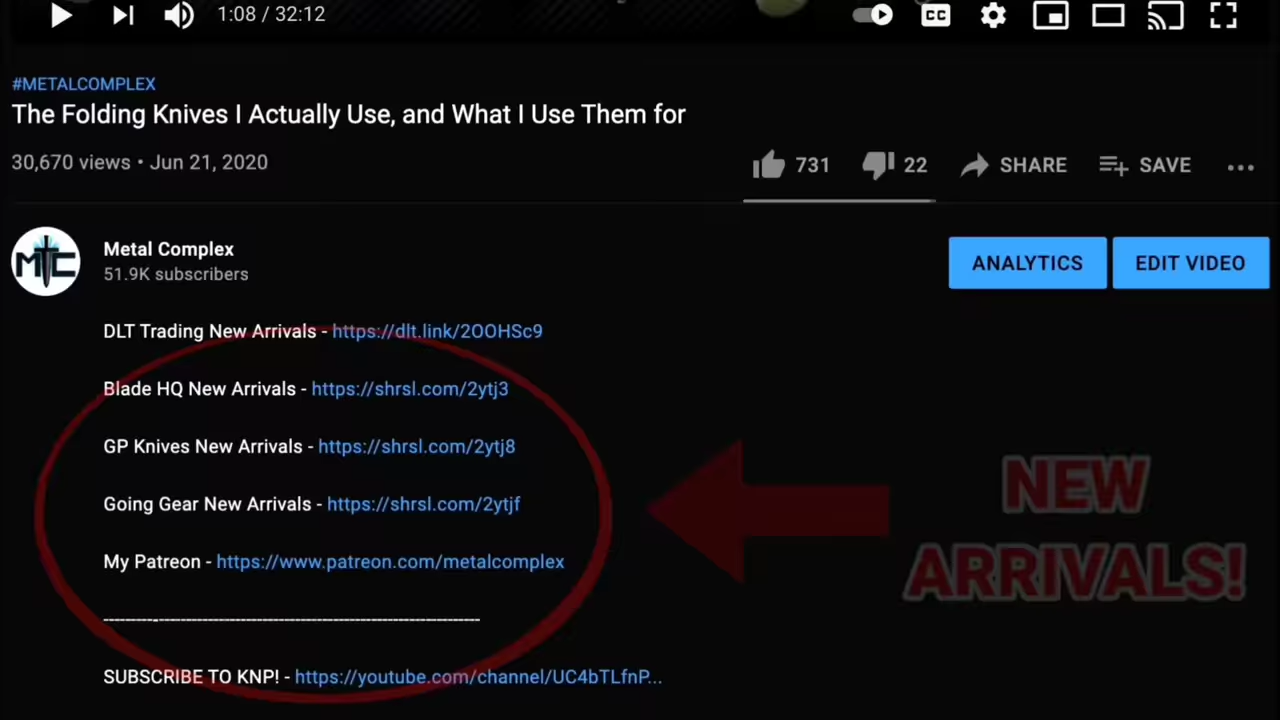 1:08 / 32:12
CC
#METALCOMPLEX
The Folding Knives I Actually Use, and What I Use Them for
30,670 views • Jun 21, 2020
731 22 SHARE SAVE
MTC
Metal Complex
51.9K subscribers
ANALYTICS EDIT VIDEO
DLT Trading New Arrivals - https://dlt.link/2OOHSc9
Blade HQ New Arrivals - https://shrsl.com/2ytj3
GP Knives New Arrivals - https://shrsl.com/2ytj8
Going Gear New Arrivals - https://shrsl.com/2ytjf
My Patreon - https://www.patreon.com/metalcomplex
---------------------------------------------------------------
SUBSCRIBE TO KNP! - https://youtube.com/channel/UC4bTLfnP...
NEW
ARRIVALS!